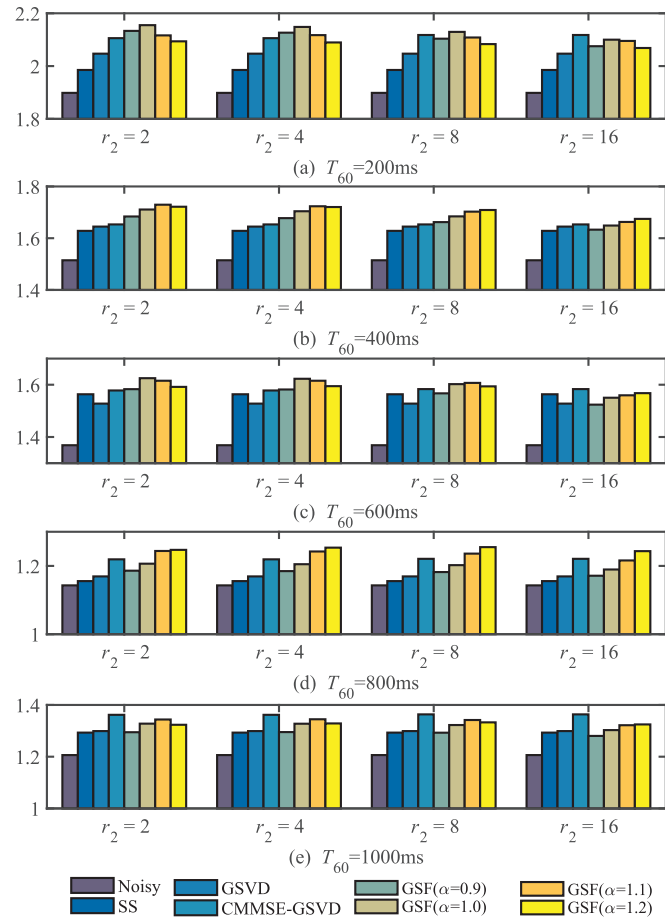 2.2
2.1
2
1.9
1.8
r2 = 2 r2 = 4 r2 = 8 r2 = 16
(a) T60=200ms
1.8
1.6
1.4
r2 = 2 r2 = 4 r2 = 8 r2 = 16
(b) T60=400ms
1.6
1.4
r2 = 2 r2 = 4 r2 = 8 r2 = 16
(c) T60=600ms
1.2
1
r2 = 2 r2 = 4 r2 = 8 r2 = 16
(d) T60=800ms
1.4
1.2
1
r2 = 2 r2 = 4 r2 = 8 r2 = 16
(e) T60=1000ms
Noisy GSVD GSF(α=0.9) GSF(α=1.1)
SS CMMSE-GSVD GSF(α=1.0) GSF(α=1.2)